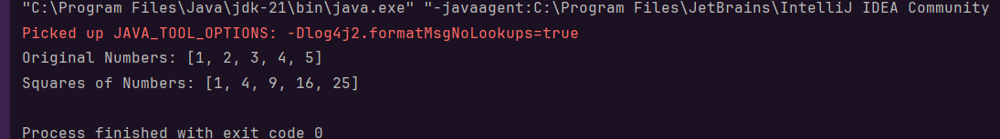 "C:\Program Files\Java\jdk-21\bin\java.exe" "-javaagent:C:\Program Files\JetBrains\IntelliJ IDEA Community
Picked up JAVA_TOOL_OPTIONS: -Dlog4j2.formatMsgNoLookups=true
Original Numbers: [1, 2, 3, 4, 5]
Squares of Numbers: [1, 4, 9, 16, 25]
Process finished with exit code 0